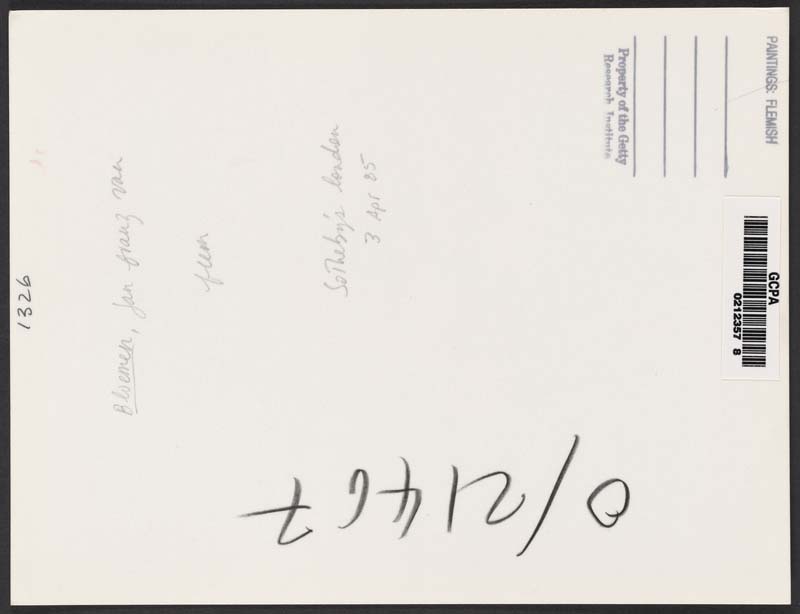 PAINTINGS: FLEMISH
Property of the Getty
Research Institute
GCPA
0212357 8
1326
Bloemen, Jan franz van
flem
Sotheby's london
3 Apr 85
0/21467